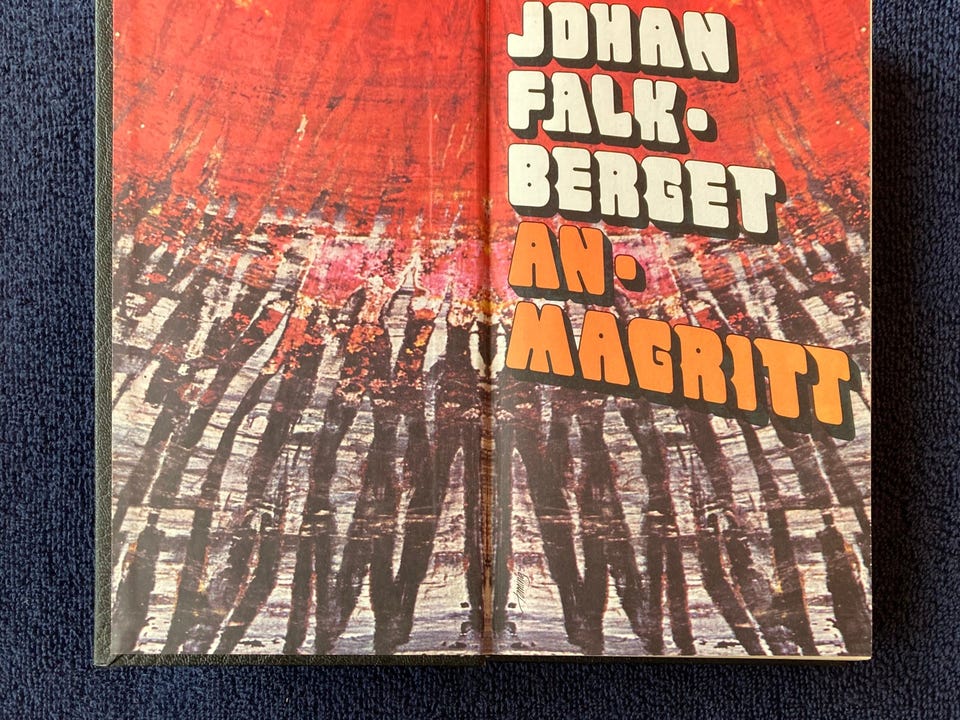 JOHAN
FALK-
BERGET
AN-
MAGRITT